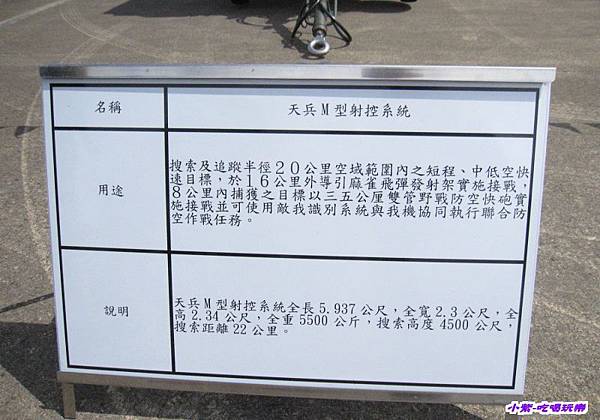 名稱
天兵M型射控系統
用途
搜索及追蹤半徑20公里空域範圍內之短程、中低空快
速目標，於16公里外導引麻雀飛彈發射架實施接戰，
8公里內捕獲之目標以三五公厘雙管野戰防空快砲實
施接戰並可使用敵我識別系統與我機協同執行聯合防
空作戰任務。
說明
天兵M型射控系統全長5.937公尺，全寬2.3公尺，全
高2.34公尺，全重5500公斤，搜索高度4500公尺，
搜索距離22公里。
小紫-吃喝玩樂